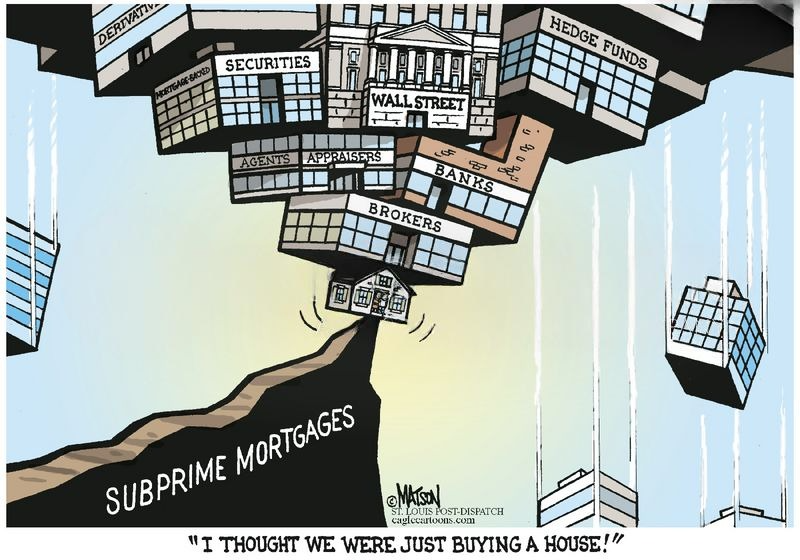 DERIVATIV
MORTGAGE-BACKED
SECURITIES
WALL STREET
HEDGE FUNDS
AGENTS
APPRAISERS
BANKS
BROKERS
SUBPRIME MORTGAGES
© MATSON
ST. LOUIS POST-DISPATCH
caglecartoons.com
"I THOUGHT WE WERE JUST BUYING A HOUSE!"